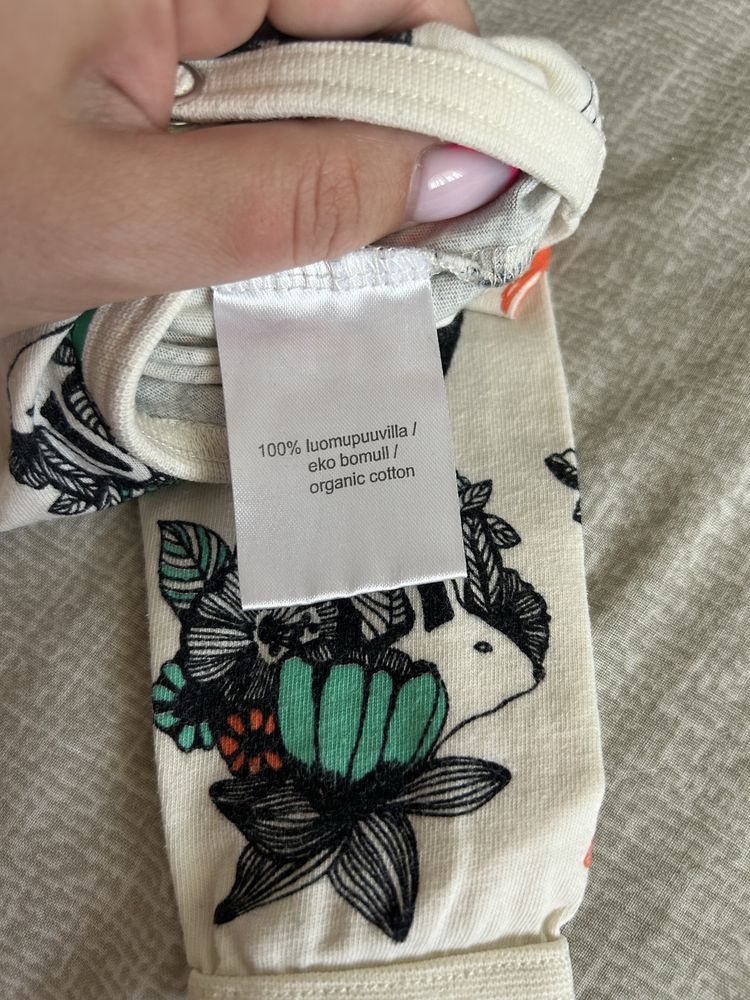 100% luomupuuvilla /
eko bomull /
organic cotton